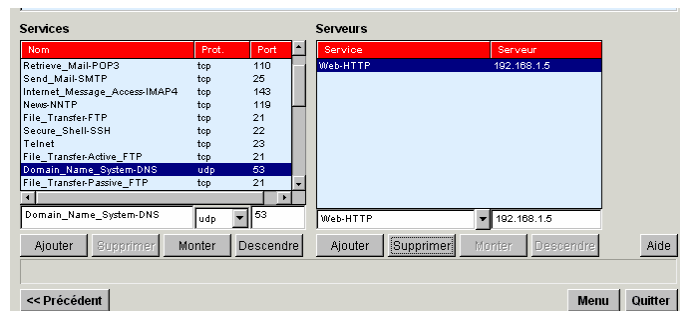 Services
Nom Prot. Port
Retrieve_Mail-POP3 tcp 110
Send_Mail-SMTP tcp 25
Internet_Message_Access-IMAP4 tcp 143
News-NNTP tcp 119
File_Transfer-FTP tcp 21
Secure_Shell-SSH tcp 22
Telnet tcp 23
File_Transfer-Active_FTP tcp 21
Domain_Name_System-DNS udp 53
File_Transfer-Passive_FTP tcp 21
Domain_Name_System-DNS udp 53
Ajouter Supprimer Monter Descendre
Serveurs
Service Serveur
Web-HTTP 192.168.1.5
Web-HTTP 192.168.1.5
Ajouter Supprimer Monter Descendre Aide
<< Précédent Menu Quitter